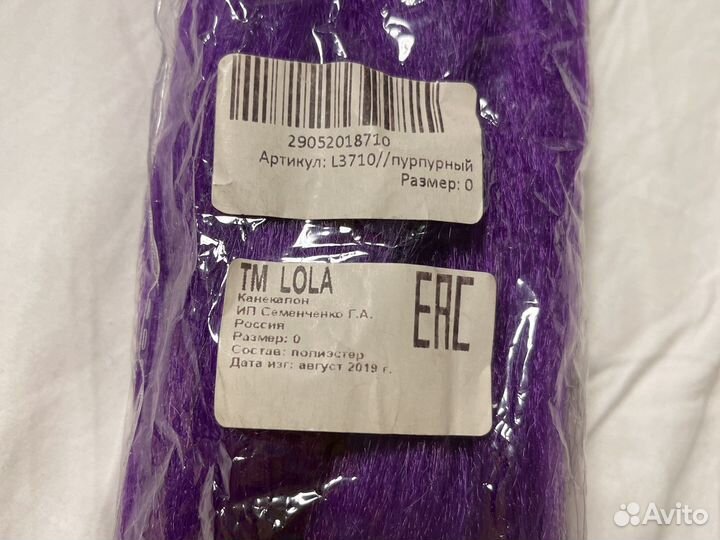 29052018710
Артикул: L3710//пурпурный
Размер: 0
TM LOLA
Канекалон
ИП Семенченко Г.А.
Россия
Размер: 0
Состав: полиэстер
Дата изг: август 2019 г.
EAC
Avito